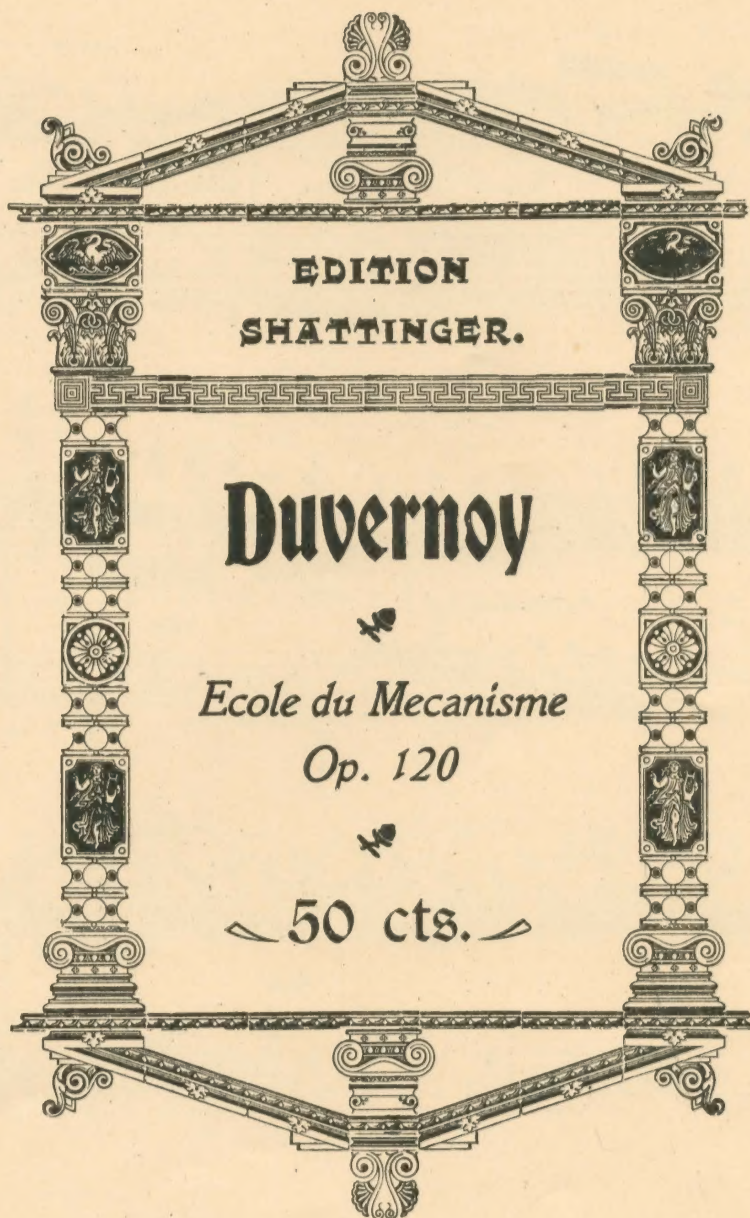 EDITION
SHATTINGER.
Duvernoy
Ecole du Mecanisme
Op. 120
50 cts.